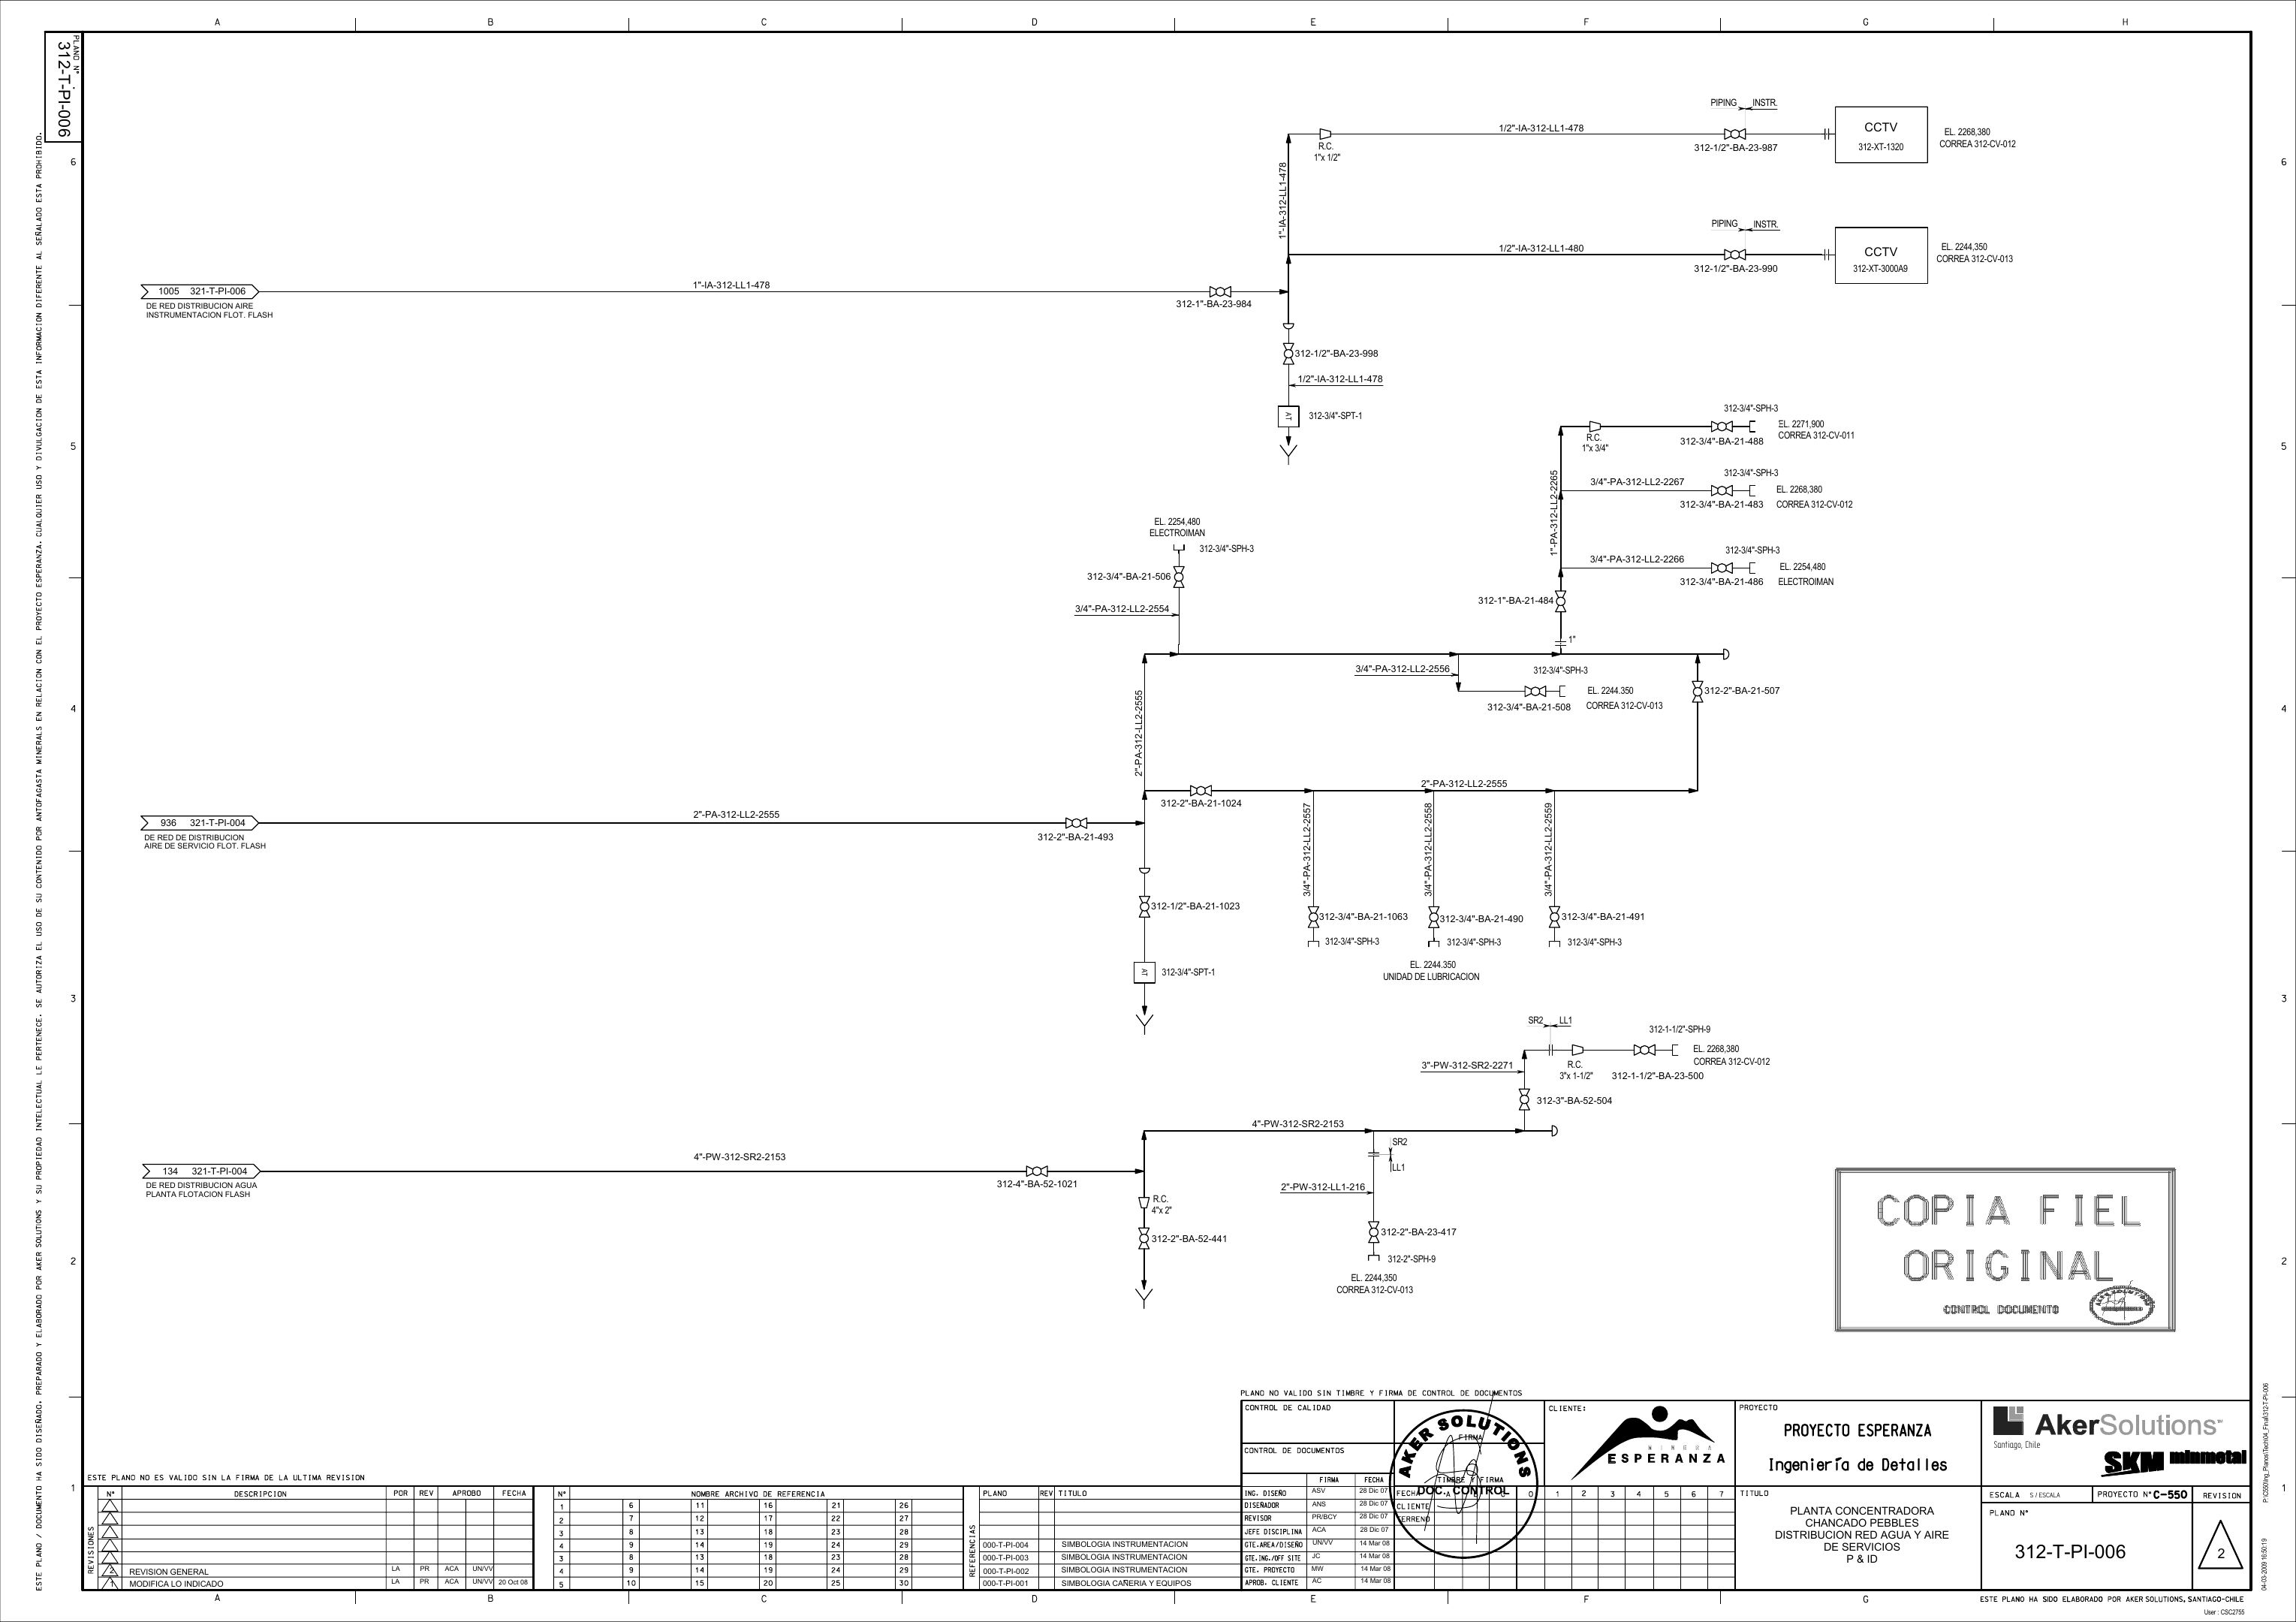 A B C D E F G H
PLANO N°
312-T-PI-006
ESTE PLANO / DOCUMENTO HA SIDO DISEÑADO, PREPARADO Y ELABORADO POR AKER SOLUTIONS Y SU PROPIEDAD INTELECTUAL LE PERTENECE. SE AUTORIZA EL USO DE SU CONTENIDO POR ANTOFAGASTA MINERALS EN RELACION CON EL PROYECTO ESPERANZA. CUALQUIER USO Y DIVULGACION DE ESTA INFORMACION DIFERENTE AL SEÑALADO ESTA PROHIBIDO.
6
5
4
3
2
1
6
5
4
3
2
1
PIPING INSTR.
1/2"-IA-312-LL1-478
R.C.
1"x 1/2"
312-1/2"-BA-23-987
CCTV
312-XT-1320
EL. 2268,380
CORREA 312-CV-012
1"-IA-312-LL1-478
PIPING INSTR.
1/2"-IA-312-LL1-480
312-1/2"-BA-23-990
CCTV
312-XT-3000A9
EL. 2244,350
CORREA 312-CV-013
1005 321-T-PI-006
DE RED DISTRIBUCION AIRE
INSTRUMENTACION FLOT. FLASH
1"-IA-312-LL1-478
312-1"-BA-23-984
312-1/2"-BA-23-998
1/2"-IA-312-LL1-478
AT
312-3/4"-SPT-1
312-3/4"-SPH-3
R.C.
1"x 3/4"
312-3/4"-BA-21-488
EL. 2271,900
CORREA 312-CV-011
1"-PA-312-LL2-2265
312-3/4"-SPH-3
3/4"-PA-312-LL2-2267
312-3/4"-BA-21-483
EL. 2268,380
CORREA 312-CV-012
312-3/4"-SPH-3
3/4"-PA-312-LL2-2266
312-3/4"-BA-21-486
EL. 2254,480
ELECTROIMAN
312-1"-BA-21-484
1"
EL. 2254,480
ELECTROIMAN
312-3/4"-SPH-3
312-3/4"-BA-21-506
3/4"-PA-312-LL2-2554
3/4"-PA-312-LL2-2556
312-3/4"-SPH-3
312-3/4"-BA-21-508
EL. 2244.350
CORREA 312-CV-013
312-2"-BA-21-507
2"-PA-312-LL2-2555
2"-PA-312-LL2-2555
312-2"-BA-21-1024
936 321-T-PI-004
DE RED DE DISTRIBUCION
AIRE DE SERVICIO FLOT. FLASH
2"-PA-312-LL2-2555
312-2"-BA-21-493
3/4"-PA-312-LL2-2557
3/4"-PA-312-LL2-2558
3/4"-PA-312-LL2-2559
312-1/2"-BA-21-1023
312-3/4"-BA-21-1063
312-3/4"-BA-21-490
312-3/4"-BA-21-491
312-3/4"-SPH-3
312-3/4"-SPH-3
312-3/4"-SPH-3
EL. 2244.350
UNIDAD DE LUBRICACION
AT
312-3/4"-SPT-1
SR2 LL1
312-1-1/2"-SPH-9
EL. 2268,380
CORREA 312-CV-012
3"-PW-312-SR2-2271
R.C.
3"x 1-1/2"
312-1-1/2"-BA-23-500
312-3"-BA-52-504
4"-PW-312-SR2-2153
4"-PW-312-SR2-2153
134 321-T-PI-004
DE RED DISTRIBUCION AGUA
PLANTA FLOTACION FLASH
312-4"-BA-52-1021
R.C.
4"x 2"
312-2"-BA-52-441
SR2
LL1
2"-PW-312-LL1-216
312-2"-BA-23-417
312-2"-SPH-9
EL. 2244,350
CORREA 312-CV-013
COPIA FIEL
ORIGINAL
CONTROL DOCUMENTO
PLANO NO VALIDO SIN TIMBRE Y FIRMA DE CONTROL DE DOCUMENTOS
CONTROL DE CALIDAD
CONTROL DE DOCUMENTOS
FIRMA
TIMBRE Y FIRMA
AKER SOLUTIONS
DOC. CONTROL
CLIENTE:
MINERA
ESPERANZA
PROYECTO
PROYECTO ESPERANZA
Ingeniería de Detalles
AkerSolutions
Santiago, Chile
SKM minmetal
ESTE PLANO NO ES VALIDO SIN LA FIRMA DE LA ULTIMA REVISION
REVISIONES
N° DESCRIPCION POR REV APROBO FECHA
2 REVISION GENERAL LA PR ACA UN/VV
1 MODIFICA LO INDICADO LA PR ACA UN/VV 20 Oct 08
N° NOMBRE ARCHIVO DE REFERENCIA
1 6 11 16 21 26
2 7 12 17 22 27
3 8 13 18 23 28
4 9 14 19 24 29
3 8 13 18 23 28
4 9 14 19 24 29
5 10 15 20 25 30
REFERENCIAS
PLANO REV TITULO
000-T-PI-004 SIMBOLOGIA INSTRUMENTACION
000-T-PI-003 SIMBOLOGIA INSTRUMENTACION
000-T-PI-002 SIMBOLOGIA INSTRUMENTACION
000-T-PI-001 SIMBOLOGIA CAÑERIA Y EQUIPOS
FIRMA FECHA
ING. DISEÑO ASV 28 Dic 07
DISEÑADOR ANS 28 Dic 07
REVISOR PR/BCY 28 Dic 07
JEFE DISCIPLINA ACA 28 Dic 07
GTE.AREA/DISEÑO UN/VV 14 Mar 08
GTE.ING./OFF SITE JC 14 Mar 08
GTE. PROYECTO MW 14 Mar 08
APROB. CLIENTE AC 14 Mar 08
FECHA 0 1 2 3 4 5 6 7
CLIENTE
TERRENO
TITULO
PLANTA CONCENTRADORA
CHANCADO PEBBLES
DISTRIBUCION RED AGUA Y AIRE
DE SERVICIOS
P & ID
ESCALA S / ESCALA
PROYECTO N° C-550
REVISION
PLANO N°
312-T-PI-006
2
04-03-2009 16:50:19
A B C D E F G
ESTE PLANO HA SIDO ELABORADO POR AKER SOLUTIONS, SANTIAGO-CHILE
User : CSC2755